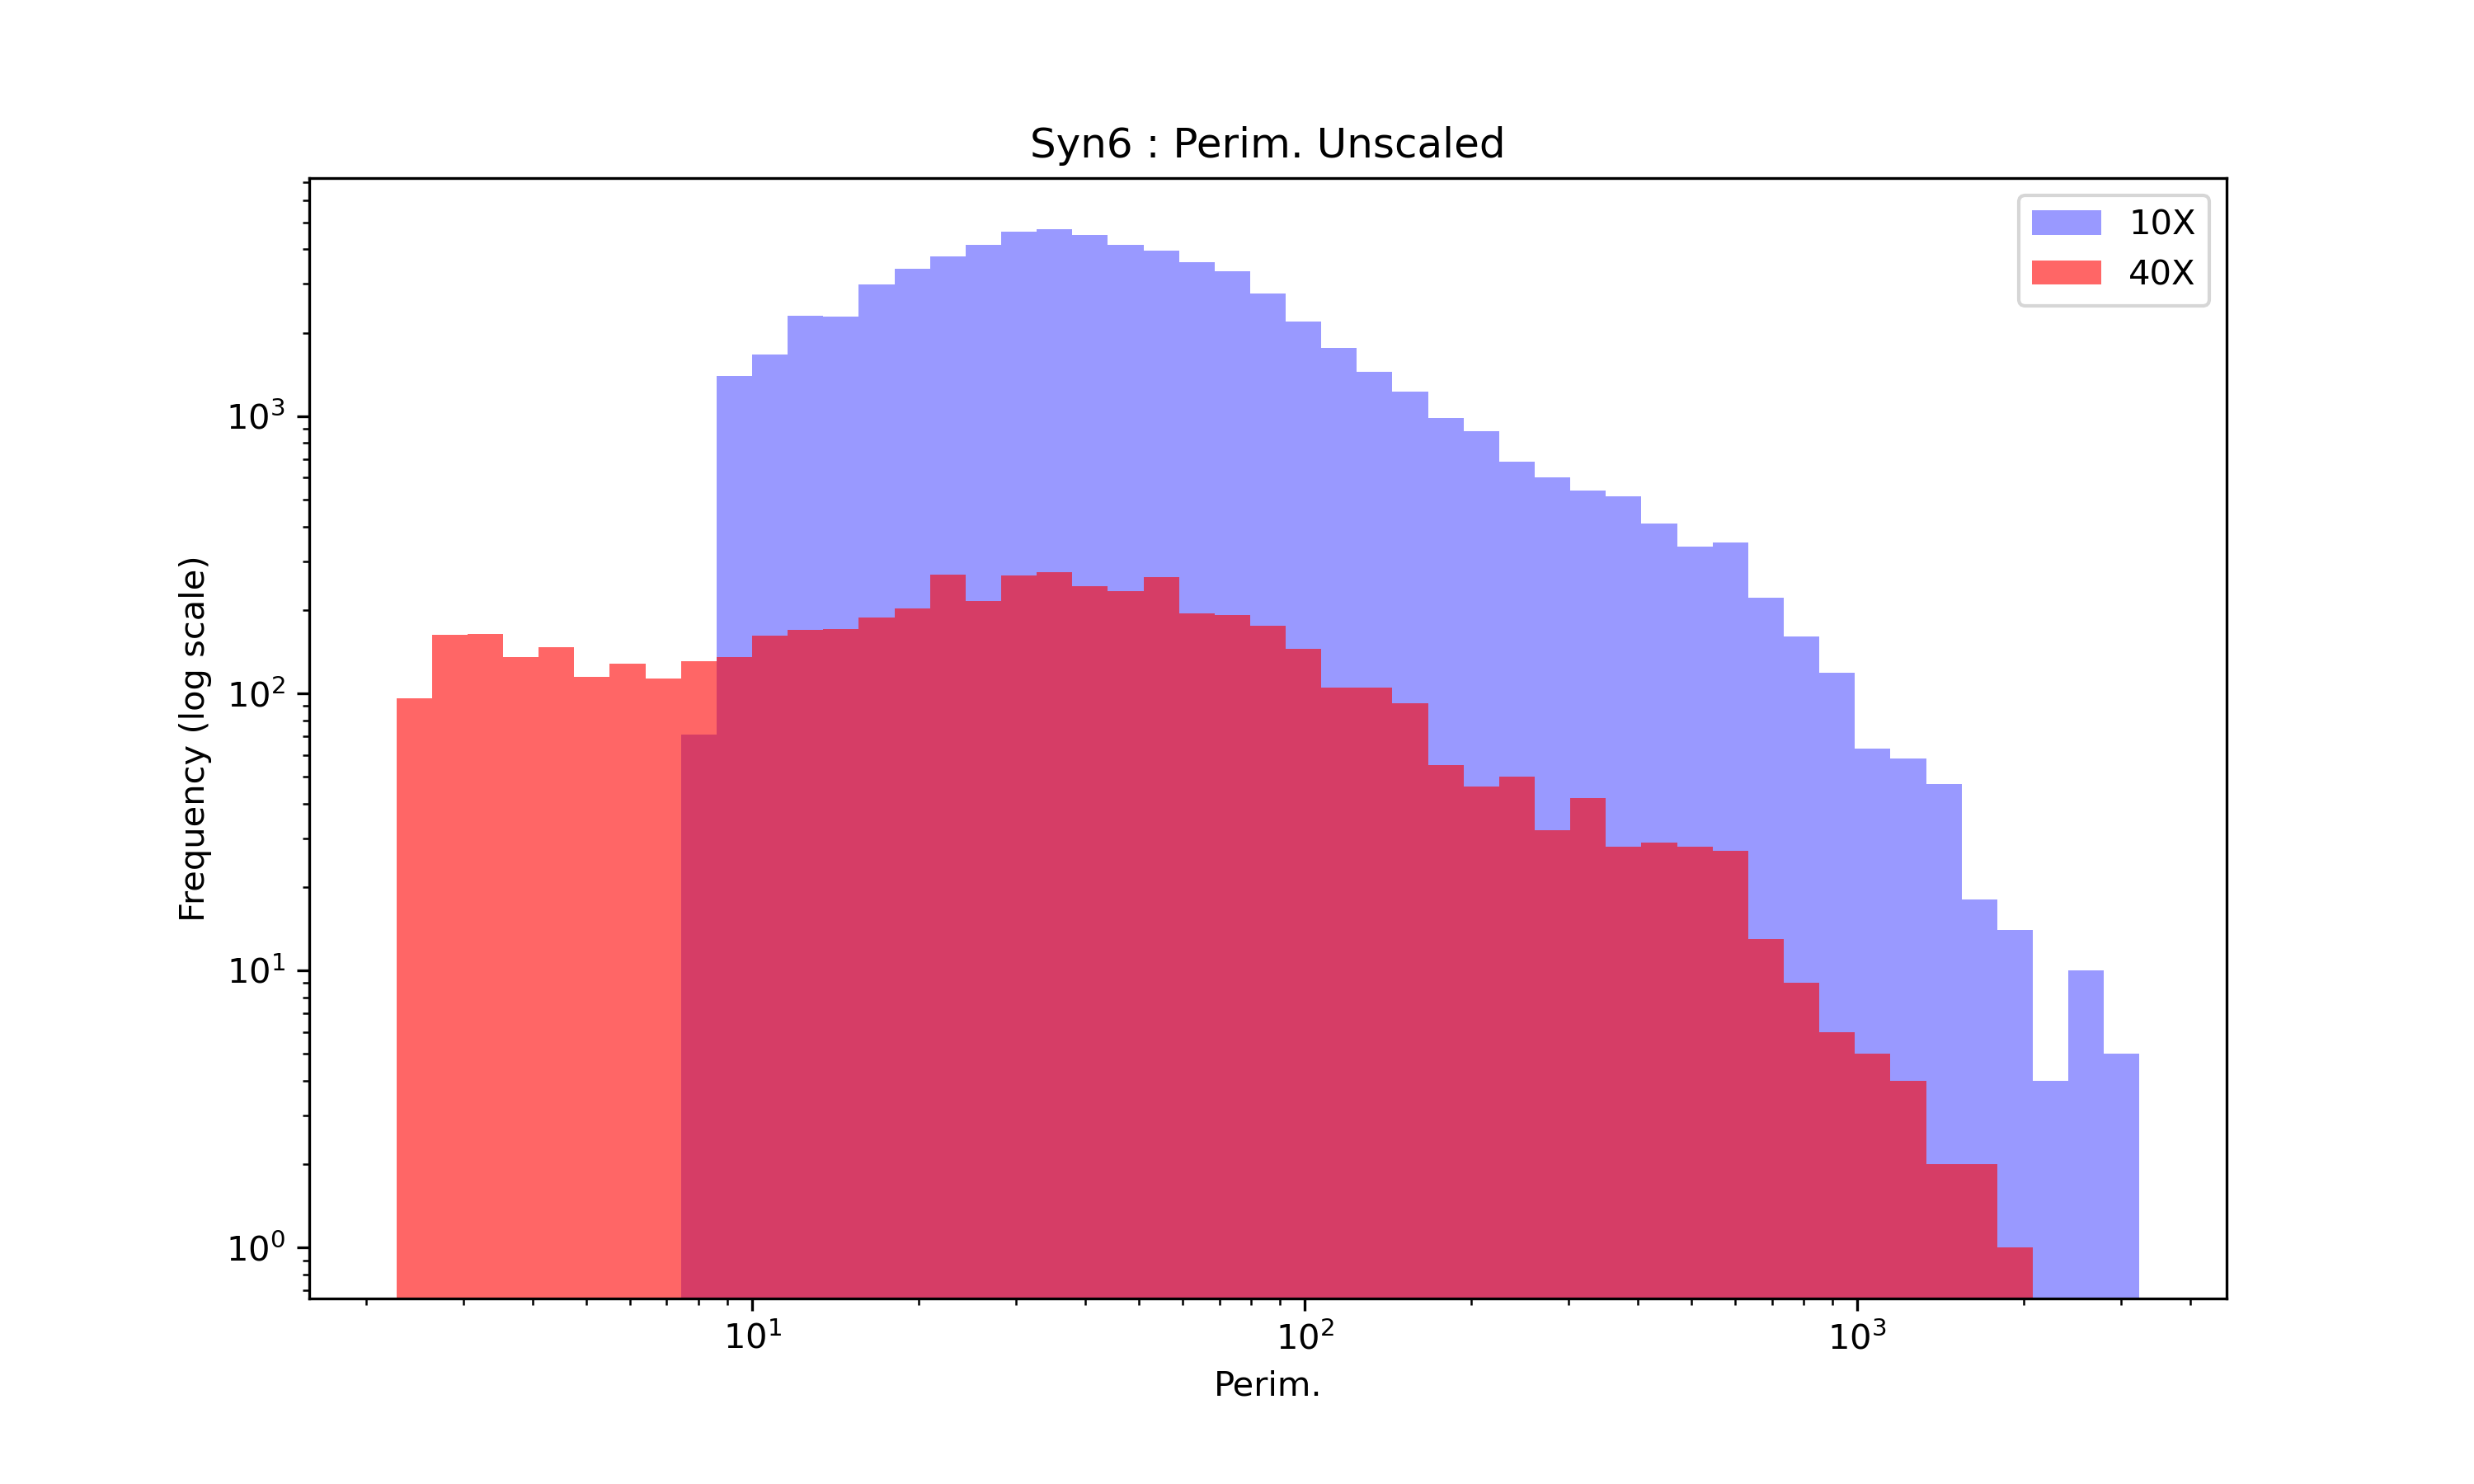 Syn6 : Perim. Unscaled
10X
40X
Frequency (log scale)
10³
10²
10¹
10⁰
10¹ 10² 10³
Perim.